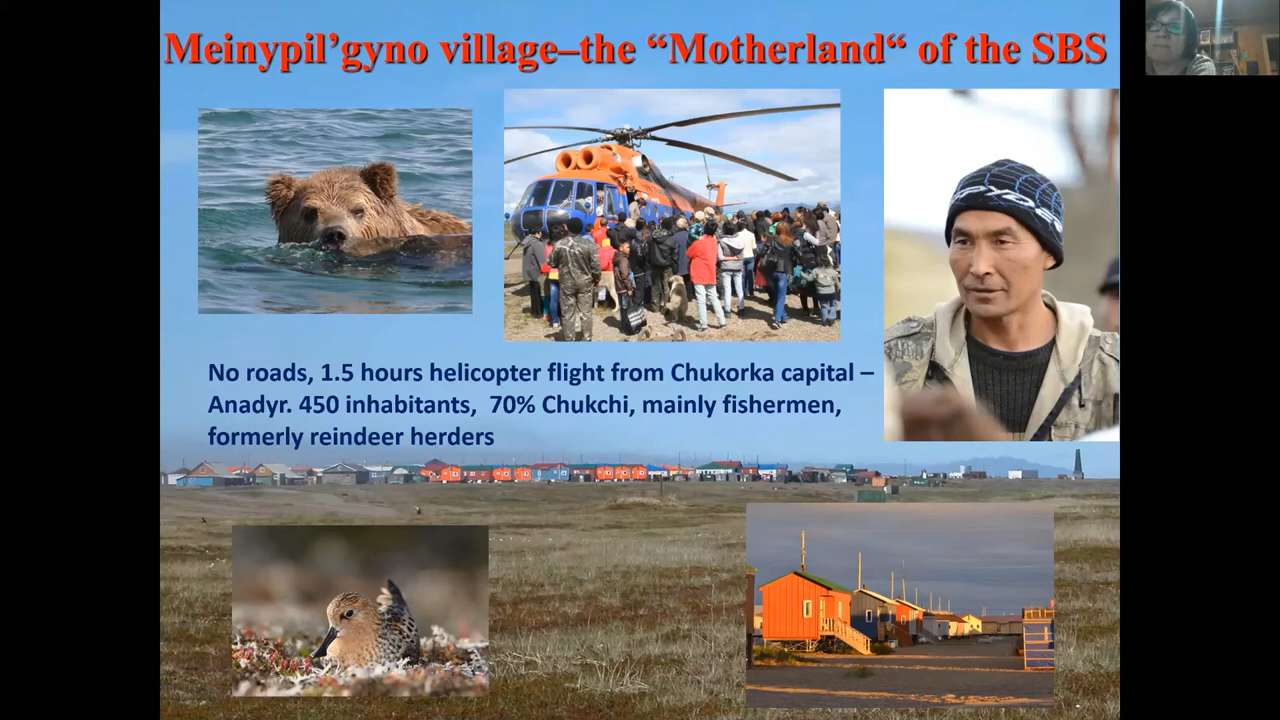 Meinypil’gyno village–the “Motherland“ of the SBS
No roads, 1.5 hours helicopter flight from Chukorka capital –
Anadyr. 450 inhabitants,  70% Chukchi, mainly fishermen,
formerly reindeer herders